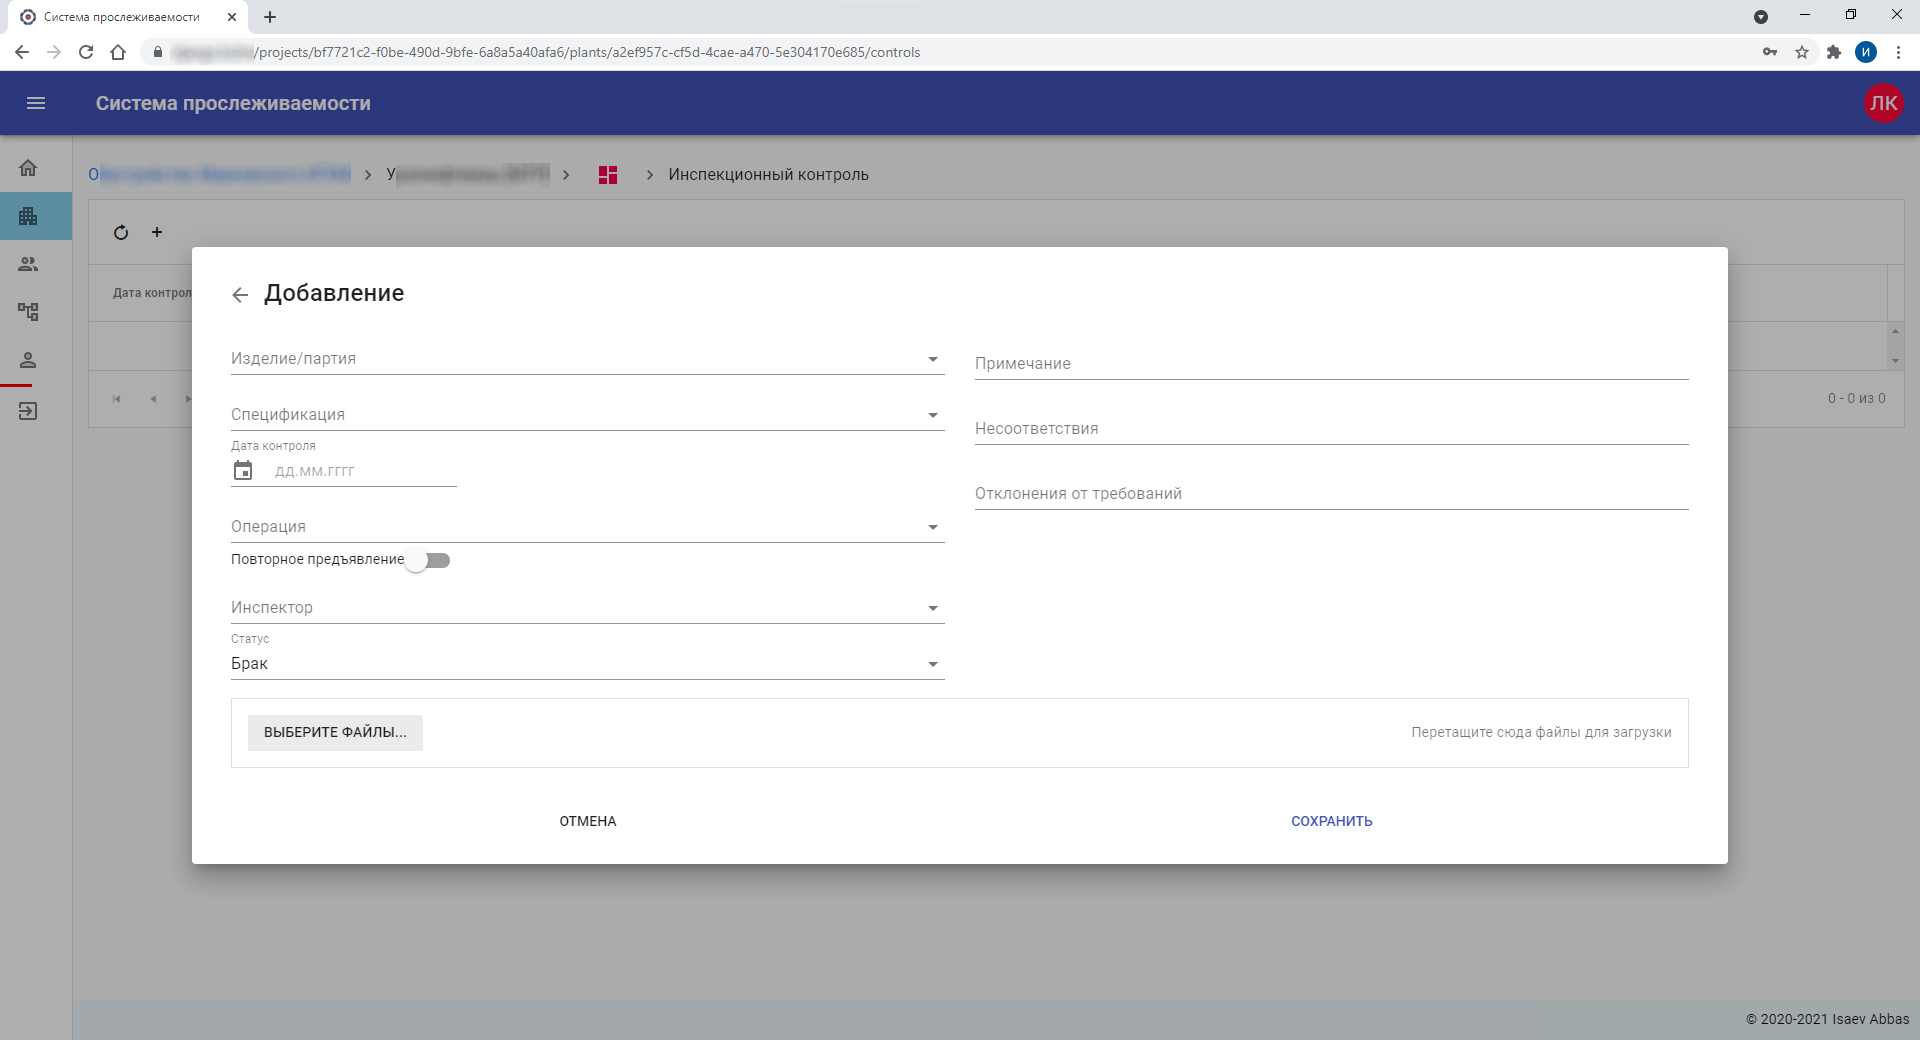 Система прослеживаемости
/projects/bf7721c2-f0be-490d-9bfe-6a8a5a40afa6/plants/a2ef957c-cf5d-4cae-a470-5e304170e685/controls
И
Система прослеживаемости
ЛК
Инспекционный контроль
Дата контрол
Добавление
Изделие/партия
Спецификация
Дата контроля
дд.мм.гггг
Операция
Повторное предъявление
Инспектор
Статус
Брак
Примечание
Несоответствия
Отклонения от требований
0 - 0 из 0
ВЫБЕРИТЕ ФАЙЛЫ...
Перетащите сюда файлы для загрузки
ОТМЕНА
СОХРАНИТЬ
© 2020-2021 Isaev Abbas